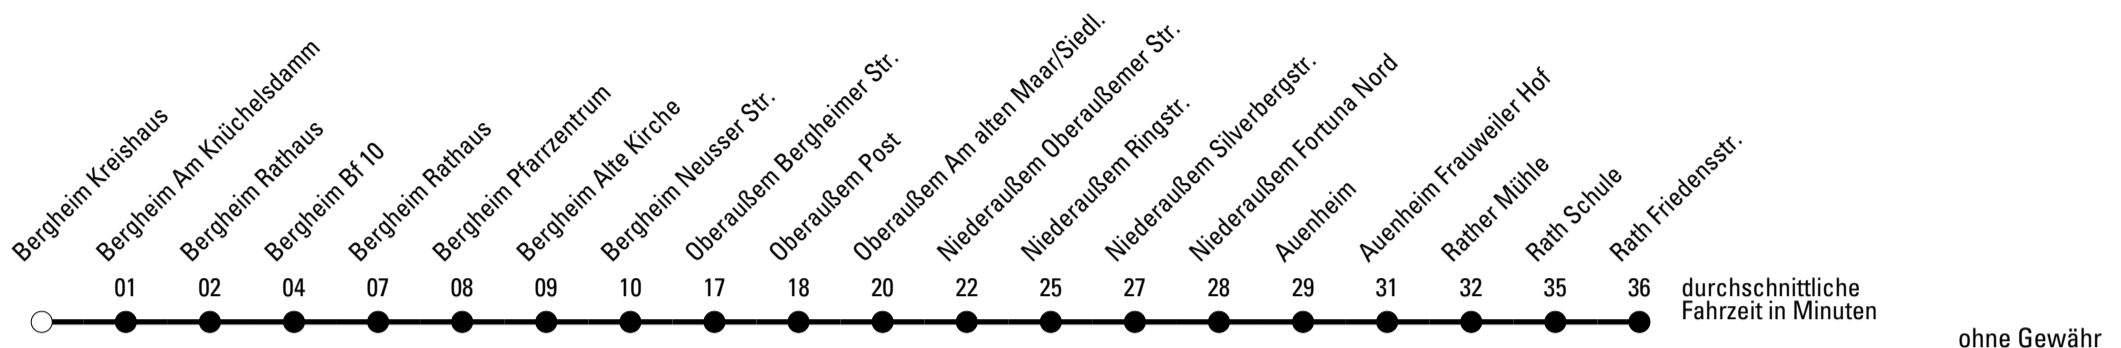 Bergheim Kreishaus
Bergheim Am Knüchelsdamm
Bergheim Rathaus
Bergheim Bf 10
Bergheim Rathaus
Bergheim Pfarrzentrum
Bergheim Alte Kirche
Bergheim Neusser Str.
Oberaußem Bergheimer Str.
Oberaußem Post
Oberaußem Am alten Maar/Siedl.
Niederaußem Oberaußemer Str.
Niederaußem Ringstr.
Niederaußem Silverbergstr.
Niederaußem Fortuna Nord
Auenheim
Auenheim Frauweiler Hof
Rather Mühle
Rath Schule
Rath Friedensstr.
01 02 04 07 08 09 10 17 18 20 22 25 27 28 29 31 32 35 36
durchschnittliche
Fahrzeit in Minuten
ohne Gewähr